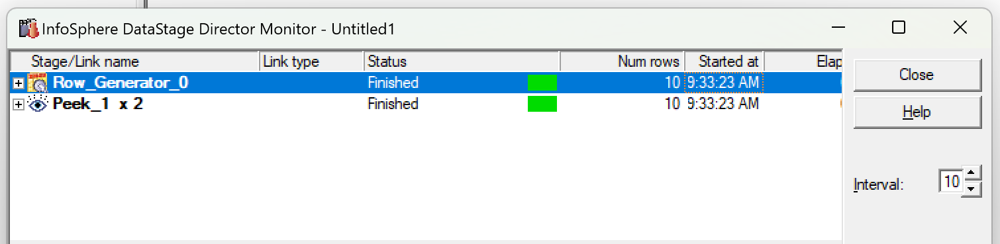 InfoSphere DataStage Director Monitor - Untitled1
Stage/Link name Link type Status Num rows Started at Elap
Row_Generator_0 Finished 10 9:33:23 AM
Peek_1 x 2 Finished 10 9:33:23 AM
Close
Help
Interval: 10